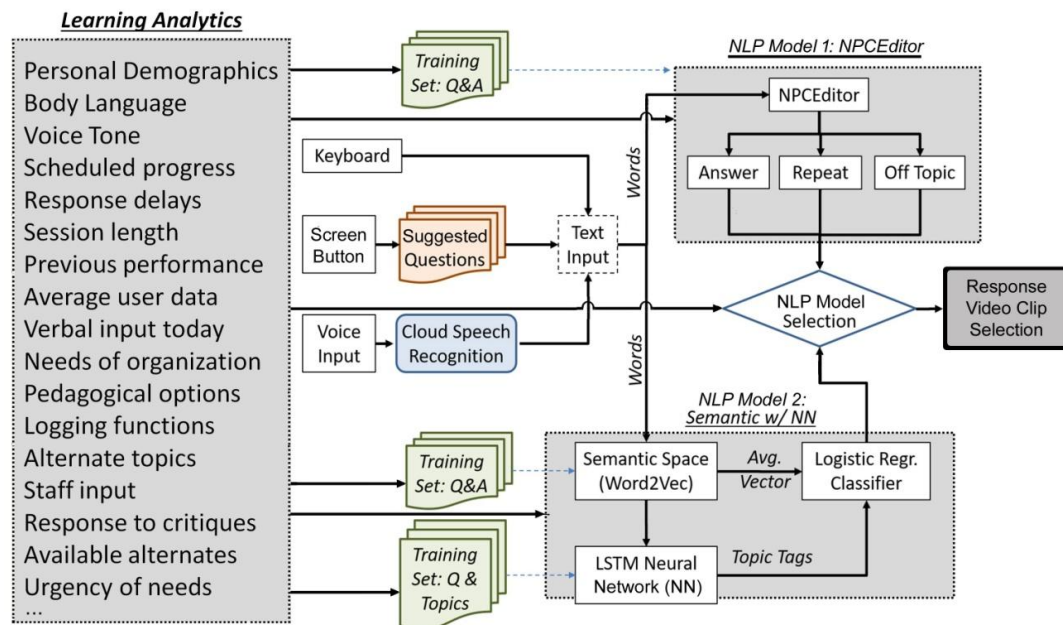 Learning Analytics
Personal Demographics
Body Language
Voice Tone
Scheduled progress
Response delays
Session length
Previous performance
Average user data
Verbal input today
Needs of organization
Pedagogical options
Logging functions
Alternate topics
Staff input
Response to critiques
Available alternates
Urgency of needs
...
Training
Set: Q&A
Keyboard
Screen
Button
Suggested
Questions
Voice
Input
Cloud Speech
Recognition
Text
Input
Words
Words
NLP Model 1: NPCEditor
NPCEditor
Answer
Repeat
Off Topic
NLP Model
Selection
Response
Video Clip
Selection
NLP Model 2:
Semantic w/ NN
Training
Set: Q&A
Semantic Space
(Word2Vec)
Avg.
Vector
Logistic Regr.
Classifier
Training
Set: Q &
Topics
LSTM Neural
Network (NN)
Topic Tags